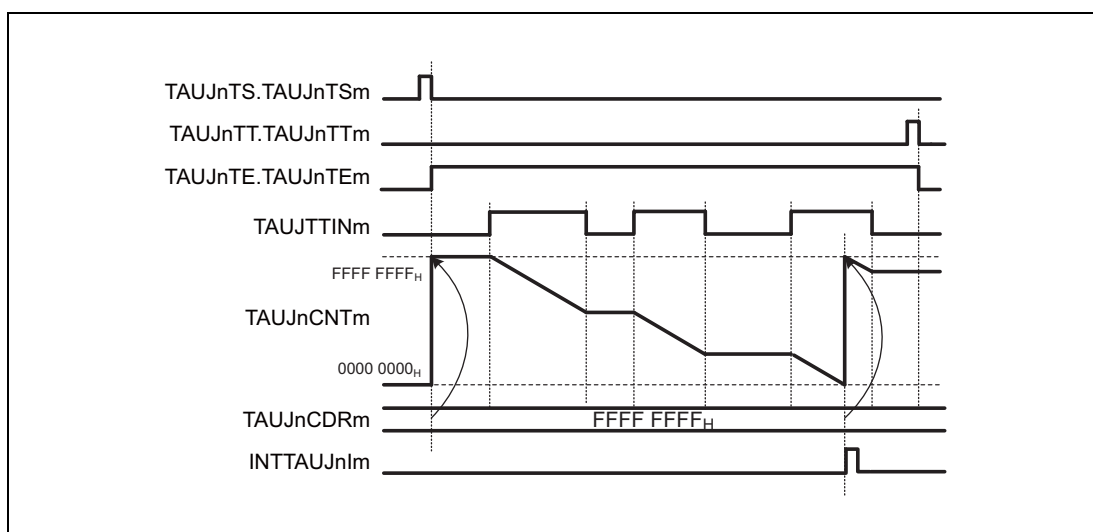 TAUJnTS.TAUJnTSm
TAUJnTT.TAUJnTTm
TAUJnTE.TAUJnTEm
TAUJTTINm
FFFF FFFFH
TAUJnCNTm
0000 0000H
TAUJnCDRm
FFFF FFFFH
INTTAUJnIm